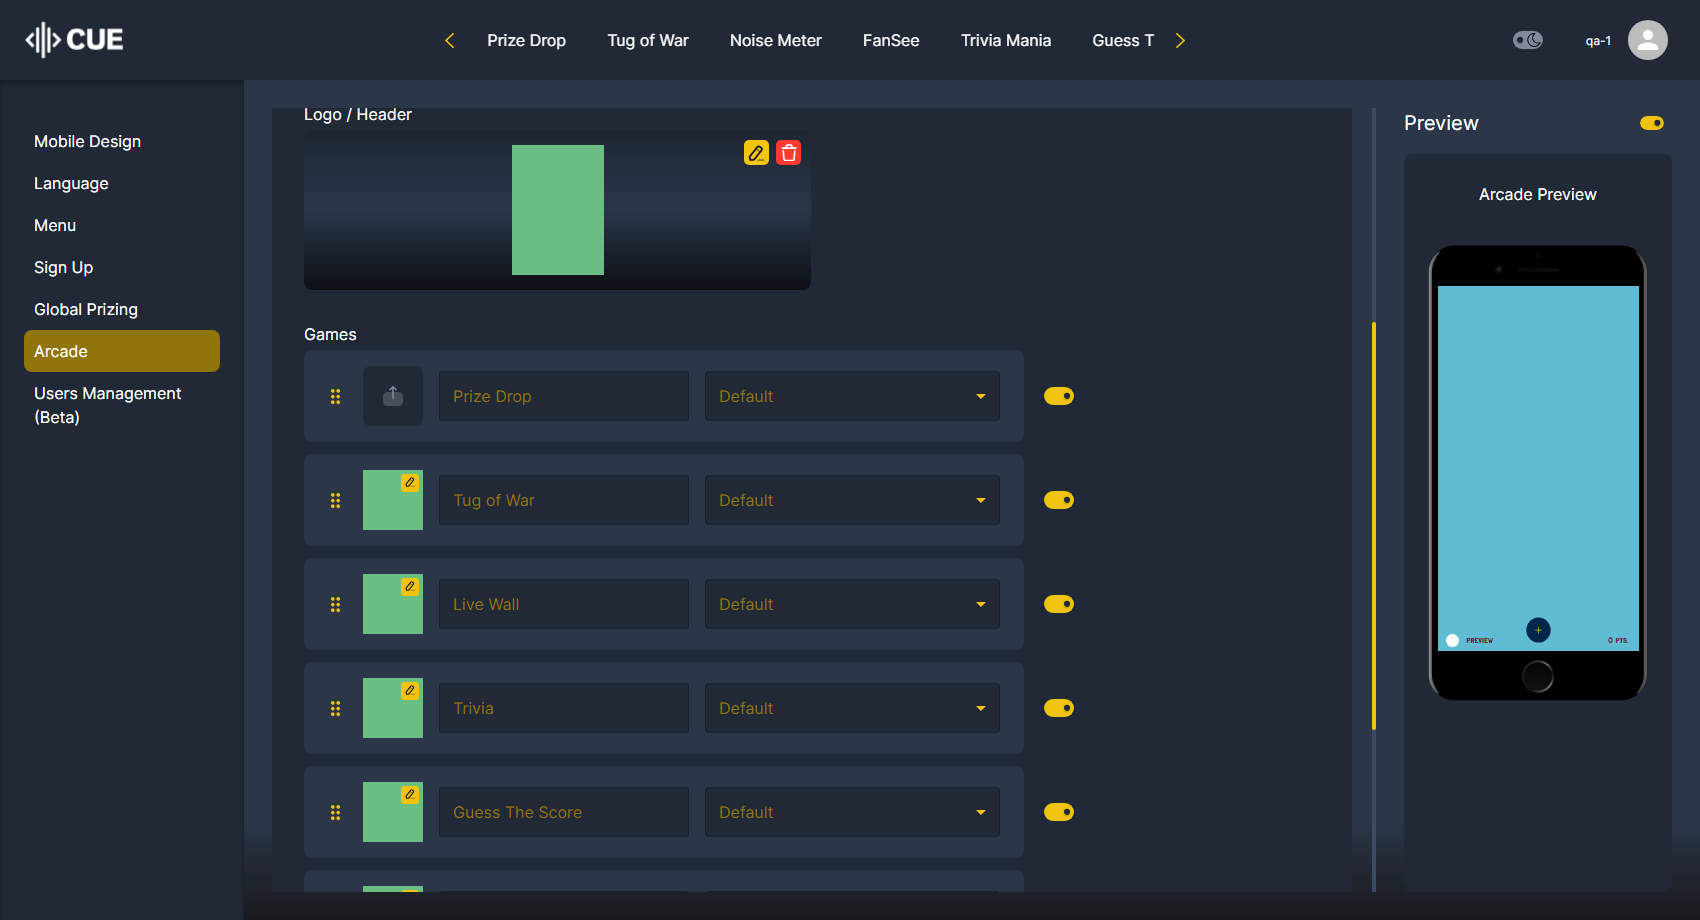 CUE
Prize Drop
Tug of War
Noise Meter
FanSee
Trivia Mania
Guess T
qa-1
Mobile Design
Language
Menu
Sign Up
Global Prizing
Arcade
Users Management
(Beta)
Logo / Header
Games
Prize Drop
Default
Tug of War
Default
Live Wall
Default
Trivia
Default
Guess The Score
Default
Preview
Arcade Preview
PREVIEW
0 PTS.